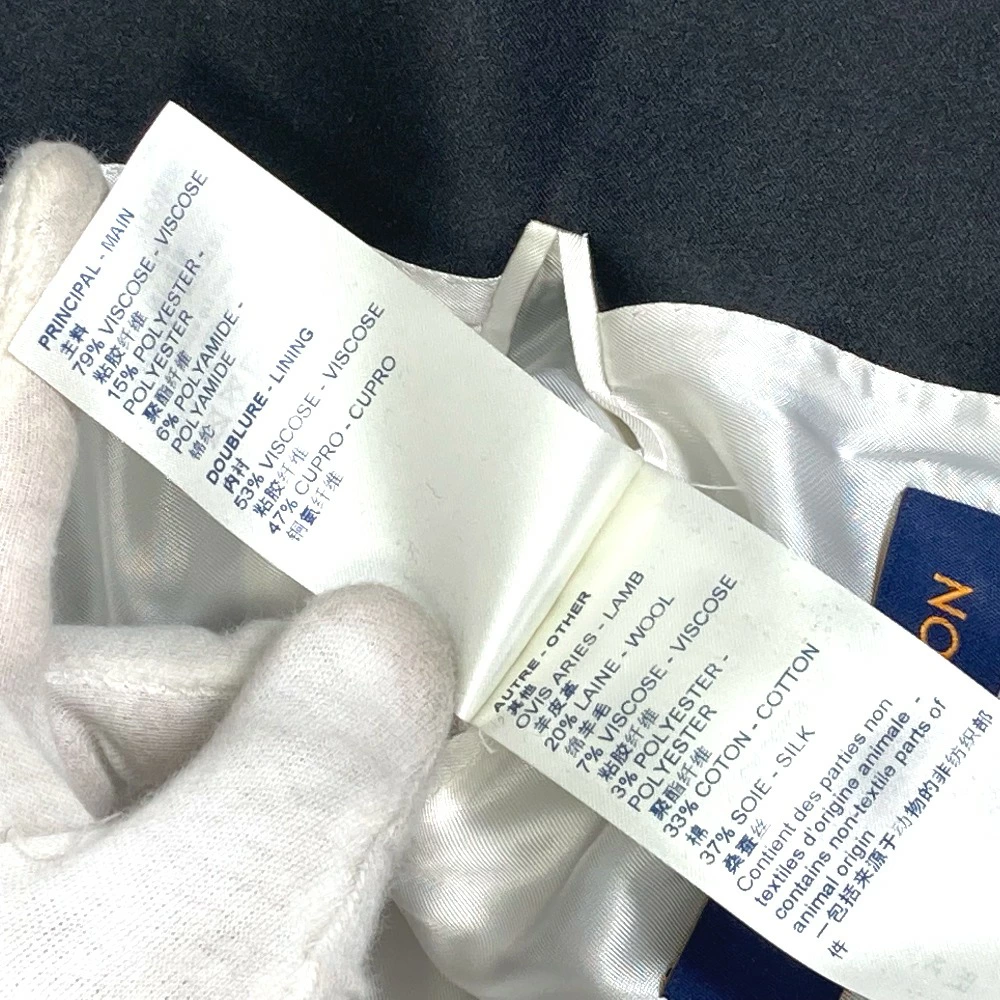 PRINCIPAL - MAIN
主料
79% VISCOSE - VISCOSE
粘胶纤维
15% POLYESTER -
POLYESTER
聚酯纤维
6% POLYAMIDE -
POLYAMIDE
锦纶
DOUBLURE - LINING
内衬
53% VISCOSE - VISCOSE
粘胶纤维
47% CUPRO - CUPRO
铜氨纤维
AUTRE - OTHER
其他
OVIS ARIES - LAMB
羊皮革
20% LAINE - WOOL
绵羊毛
7% VISCOSE - VISCOSE
粘胶纤维
3% POLYESTER -
POLYESTER
聚酯纤维
33% COTON - COTTON
棉
37% SOIE - SILK
桑蚕丝
Contient des parties non
textiles d'origine animale -
contains non-textile parts of
animal origin
一包括来源于动物的非纺织部
件
ON